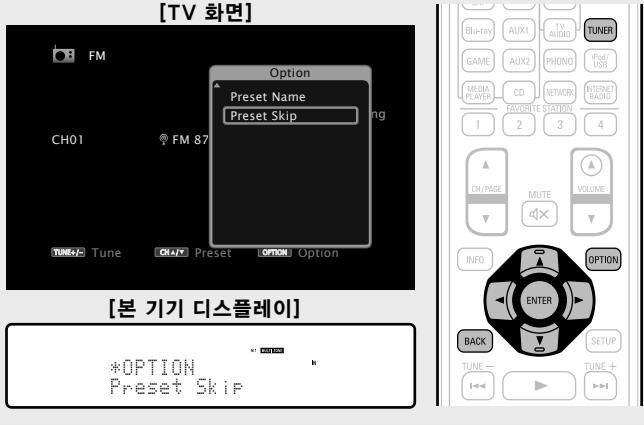 [TV 화면]
FM
Option
Preset Name
Preset Skip
ng
CH01
FM 87
TUNE+/- Tune
CH ▲/▼ Preset
OPTION Option
[본 기기 디스플레이]
*OPTION
Preset Skip
Blu-ray
AUX1
TV AUDIO
TUNER
GAME
AUX2
PHONO
iPod/USB
MEDIA PLAYER
CD
NETWORK
INTERNET RADIO
FAVORITE STATION
1
2
3
4
CH/PAGE
MUTE
VOLUME
INFO
OPTION
ENTER
BACK
SETUP
TUNE −
TUNE +